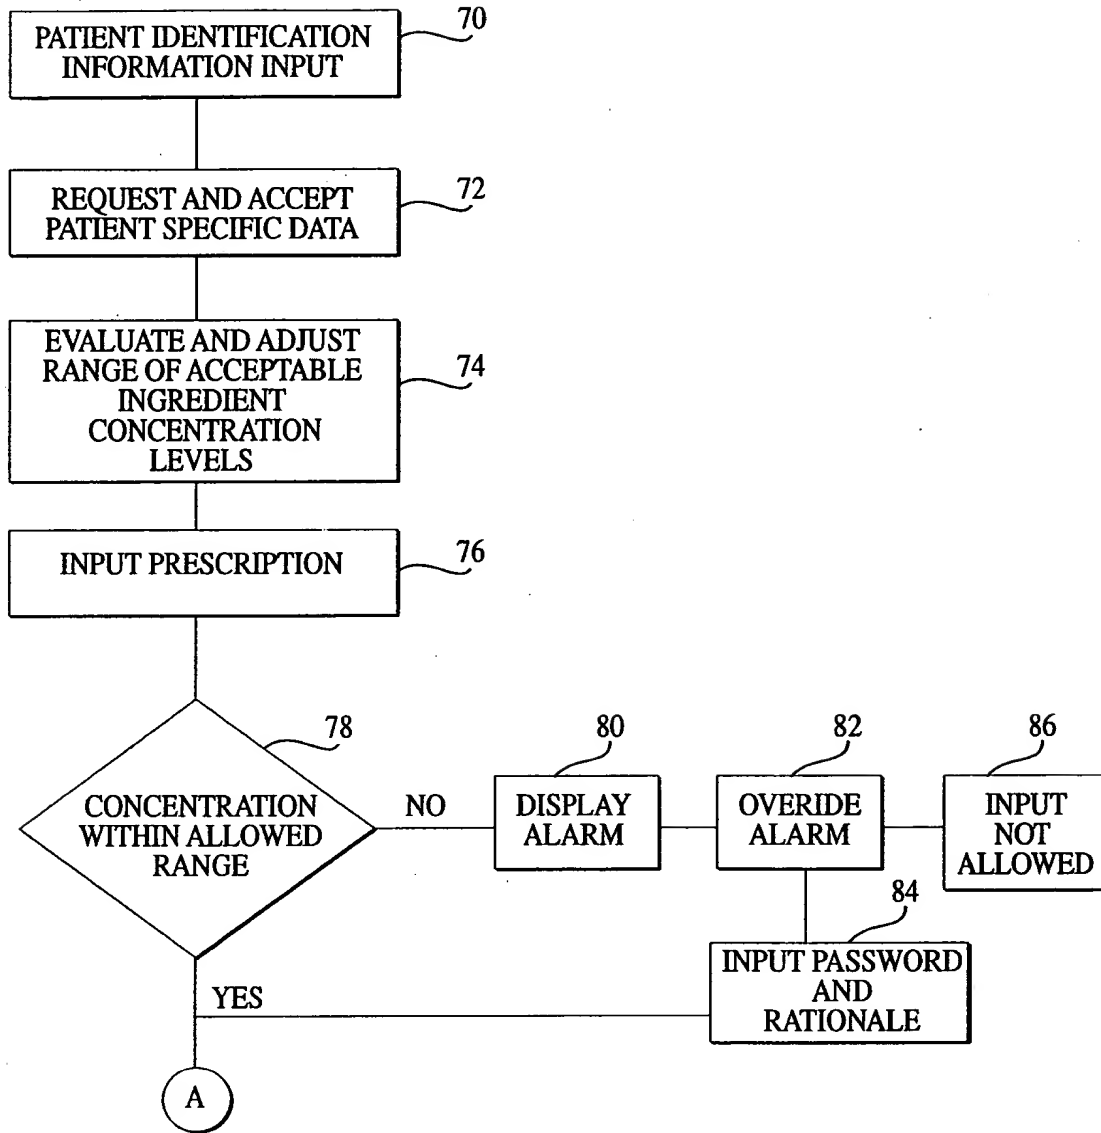 70
PATIENT IDENTIFICATION
INFORMATION INPUT
72
REQUEST AND ACCEPT
PATIENT SPECIFIC DATA
74
EVALUATE AND ADJUST
RANGE OF ACCEPTABLE
INGREDIENT
CONCENTRATION
LEVELS
76
INPUT PRESCRIPTION
78
CONCENTRATION
WITHIN ALLOWED
RANGE
NO
80
DISPLAY
ALARM
82
OVERIDE
ALARM
86
INPUT
NOT
ALLOWED
84
INPUT PASSWORD
AND
RATIONALE
YES
A